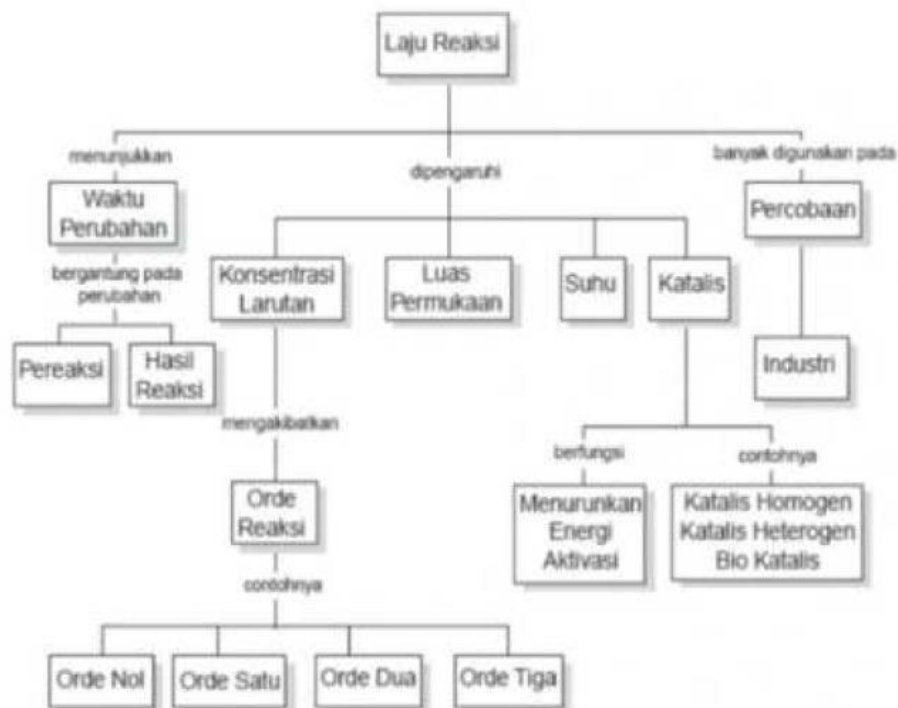 Laju Reaksi
menunjukkan
dipengaruhi
banyak digunakan pada
Waktu
Perubahan
Percobaan
bergantung pada
perubahan
Konsentrasi
Larutan
Luas
Permukaan
Suhu
Katalis
Pereaksi
Hasil
Reaksi
Industri
mengakibatkan
berfungsi
contohnya
Orde
Reaksi
Menurunkan
Energi
Aktivasi
Katalis Homogen
Katalis Heterogen
Bio Katalis
contohnya
Orde Nol
Orde Satu
Orde Dua
Orde Tiga